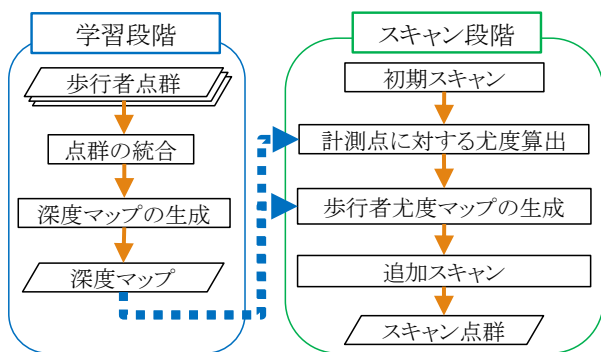 学習段階
歩行者点群
点群の統合
深度マップの生成
深度マップ
スキャン段階
初期スキャン
計測点に対する尤度算出
歩行者尤度マップの生成
追加スキャン
スキャン点群